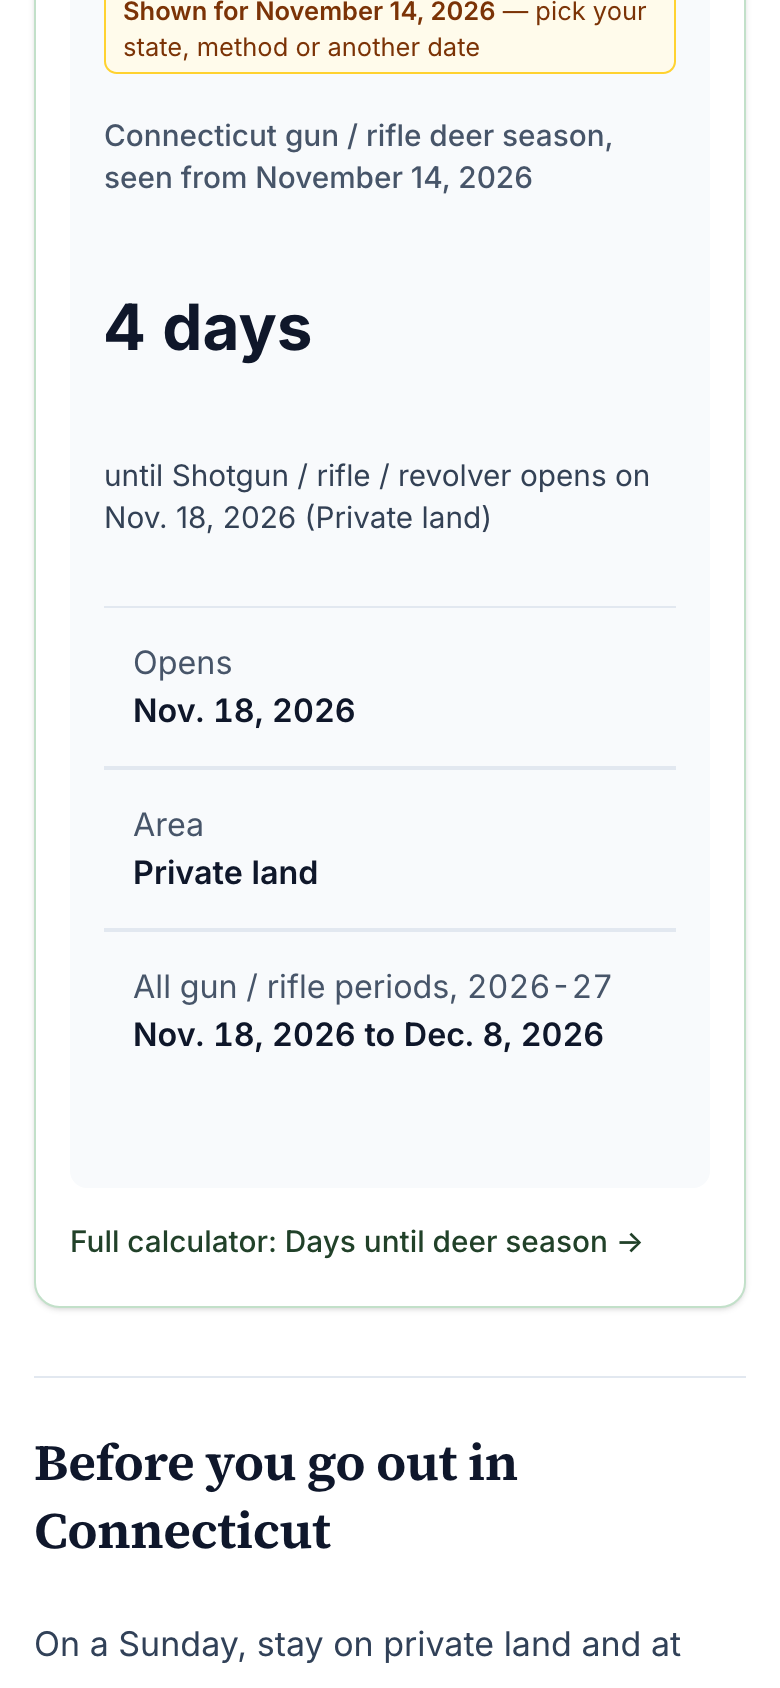 Shown for November 14, 2026 — pick your
state, method or another date
Connecticut gun / rifle deer season,
seen from November 14, 2026
4 days
until Shotgun / rifle / revolver opens on
Nov. 18, 2026 (Private land)
Opens
Nov. 18, 2026
Area
Private land
All gun / rifle periods, 2026-27
Nov. 18, 2026 to Dec. 8, 2026
Full calculator: Days until deer season →
Before you go out in
Connecticut
On a Sunday, stay on private land and at